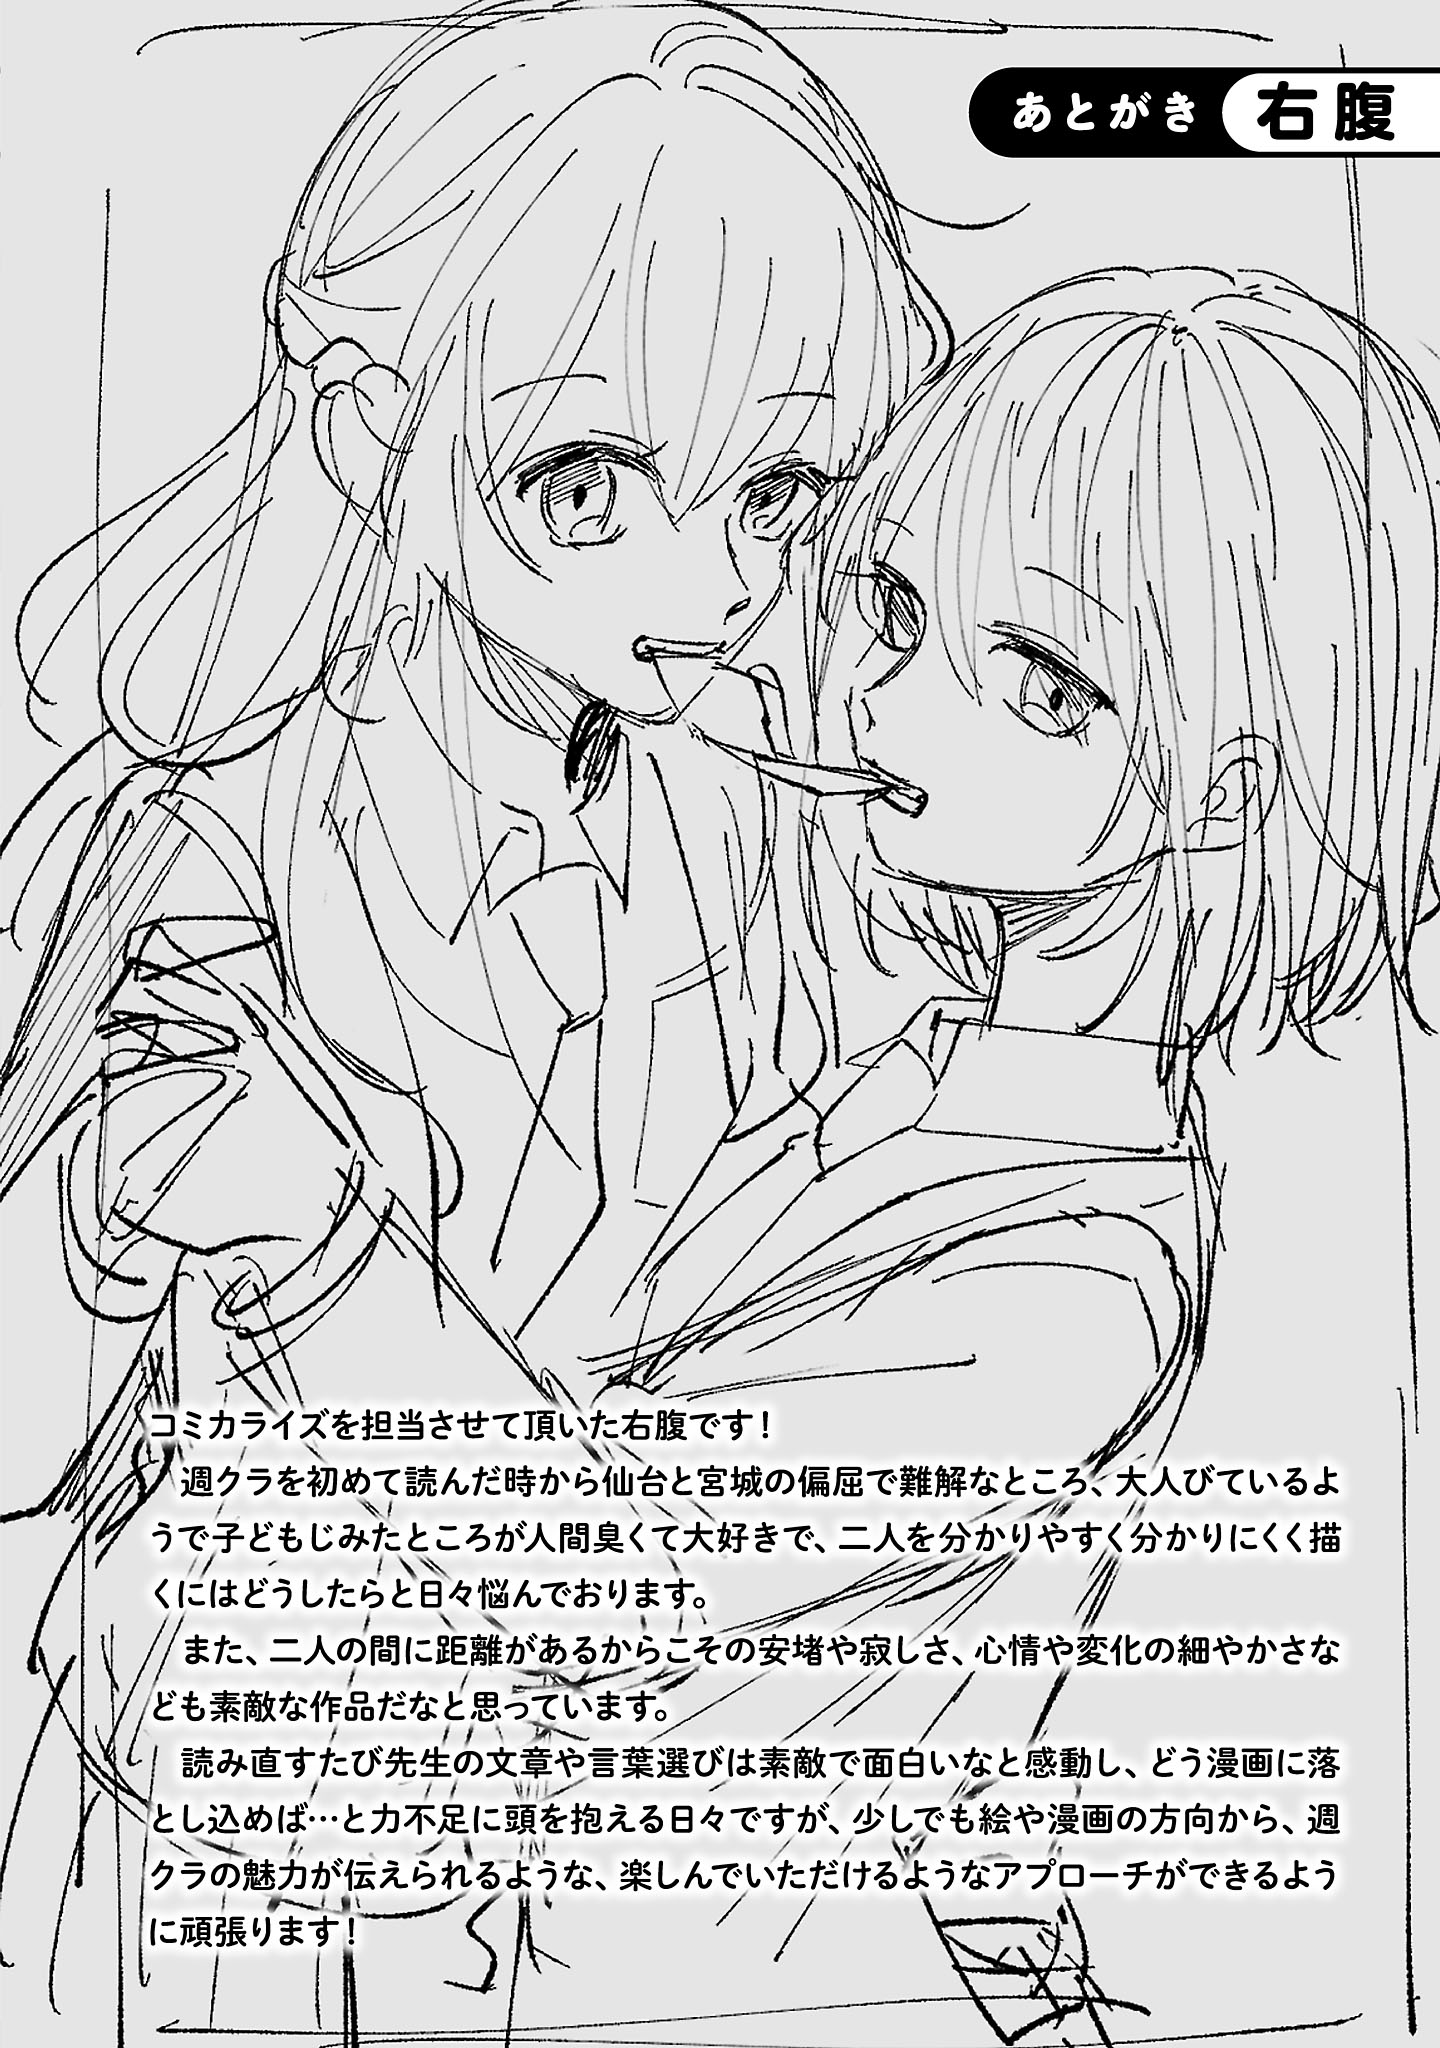 あとがき 右腹
コミカライズを担当させて頂いた右腹です！
週クラを初めて読んだ時から仙台と宮城の偏屈で難解なところ、大人びているよ
うで子どもじみたところが人間臭くて大好きで、二人を分かりやすく分かりにくく描
くにはどうしたらと日々悩んでおります。
また、二人の間に距離があるからこその安堵や寂しさ、心情や変化の細やかさな
ども素敵な作品だなと思っています。
読み直すたび先生の文章や言葉選びは素敵で面白いなと感動し、どう漫画に落
とし込めば…と力不足に頭を抱える日々ですが、少しでも絵や漫画の方向から、週
クラの魅力が伝えられるような、楽しんでいただけるようなアプローチができるよう
に頑張ります！